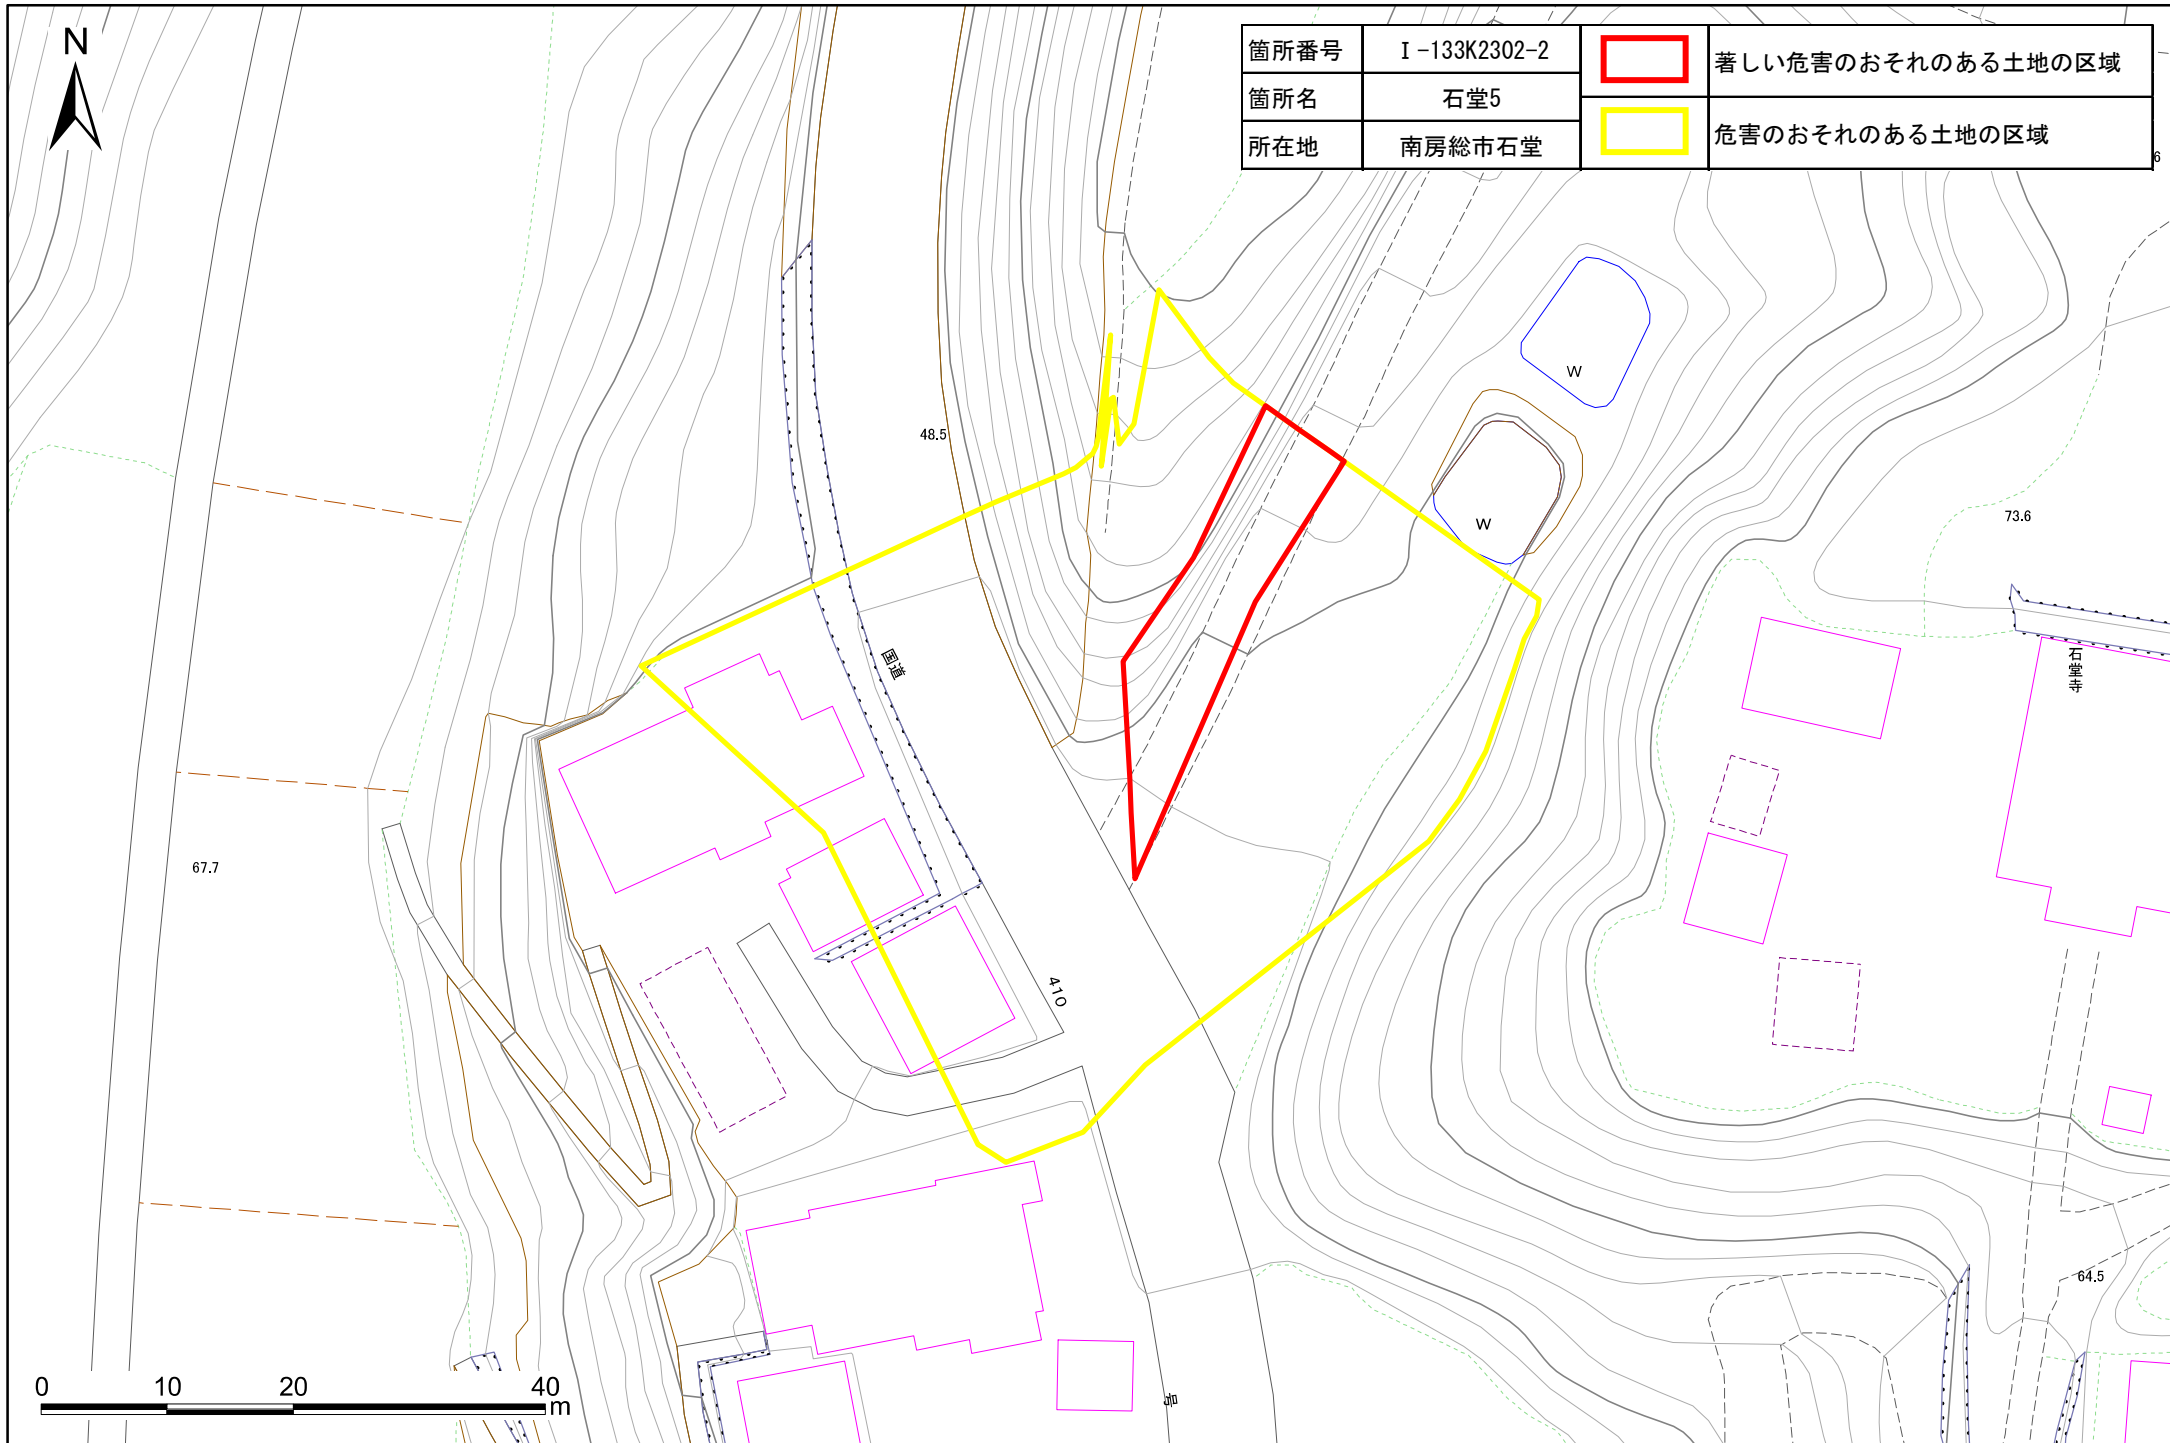 N
箇所番号 Ⅰ-133K2302-2
箇所名 石堂5
所在地 南房総市石堂
著しい危害のおそれのある土地の区域
危害のおそれのある土地の区域
6
W
48.5
W
73.6
国道
石堂寺
67.7
410
64.5
号
0 10 20 40
m